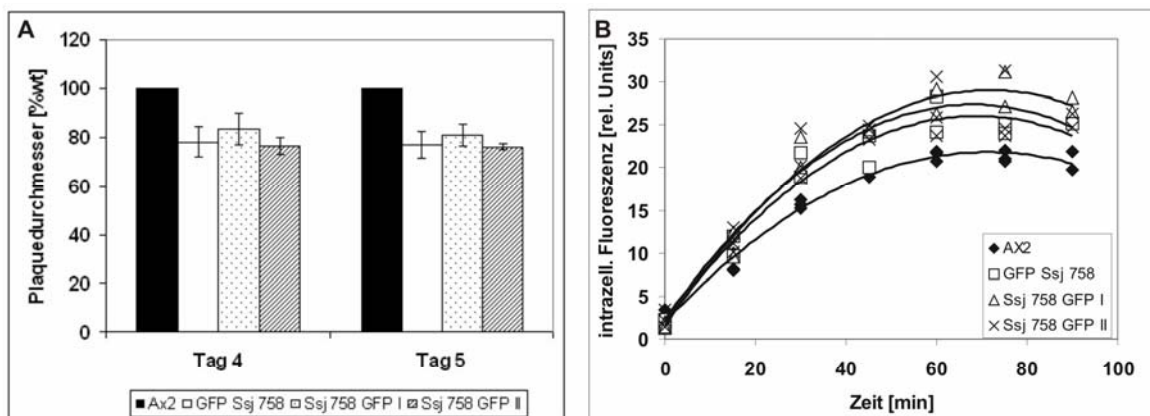 A
Plaquedurchmesser [%wt]
120
100
80
60
40
20
0
Tag 4 Tag 5
Ax2 GFP Ssj 758 Ssj 758 GFP I Ssj 758 GFP II
B
intrazell. Fluoreszenz [rel. Units]
35
30
25
20
15
10
5
0
0 20 40 60 80 100
Zeit [min]
AX2
GFP Ssj 758
Ssj 758 GFP I
Ssj 758 GFP II